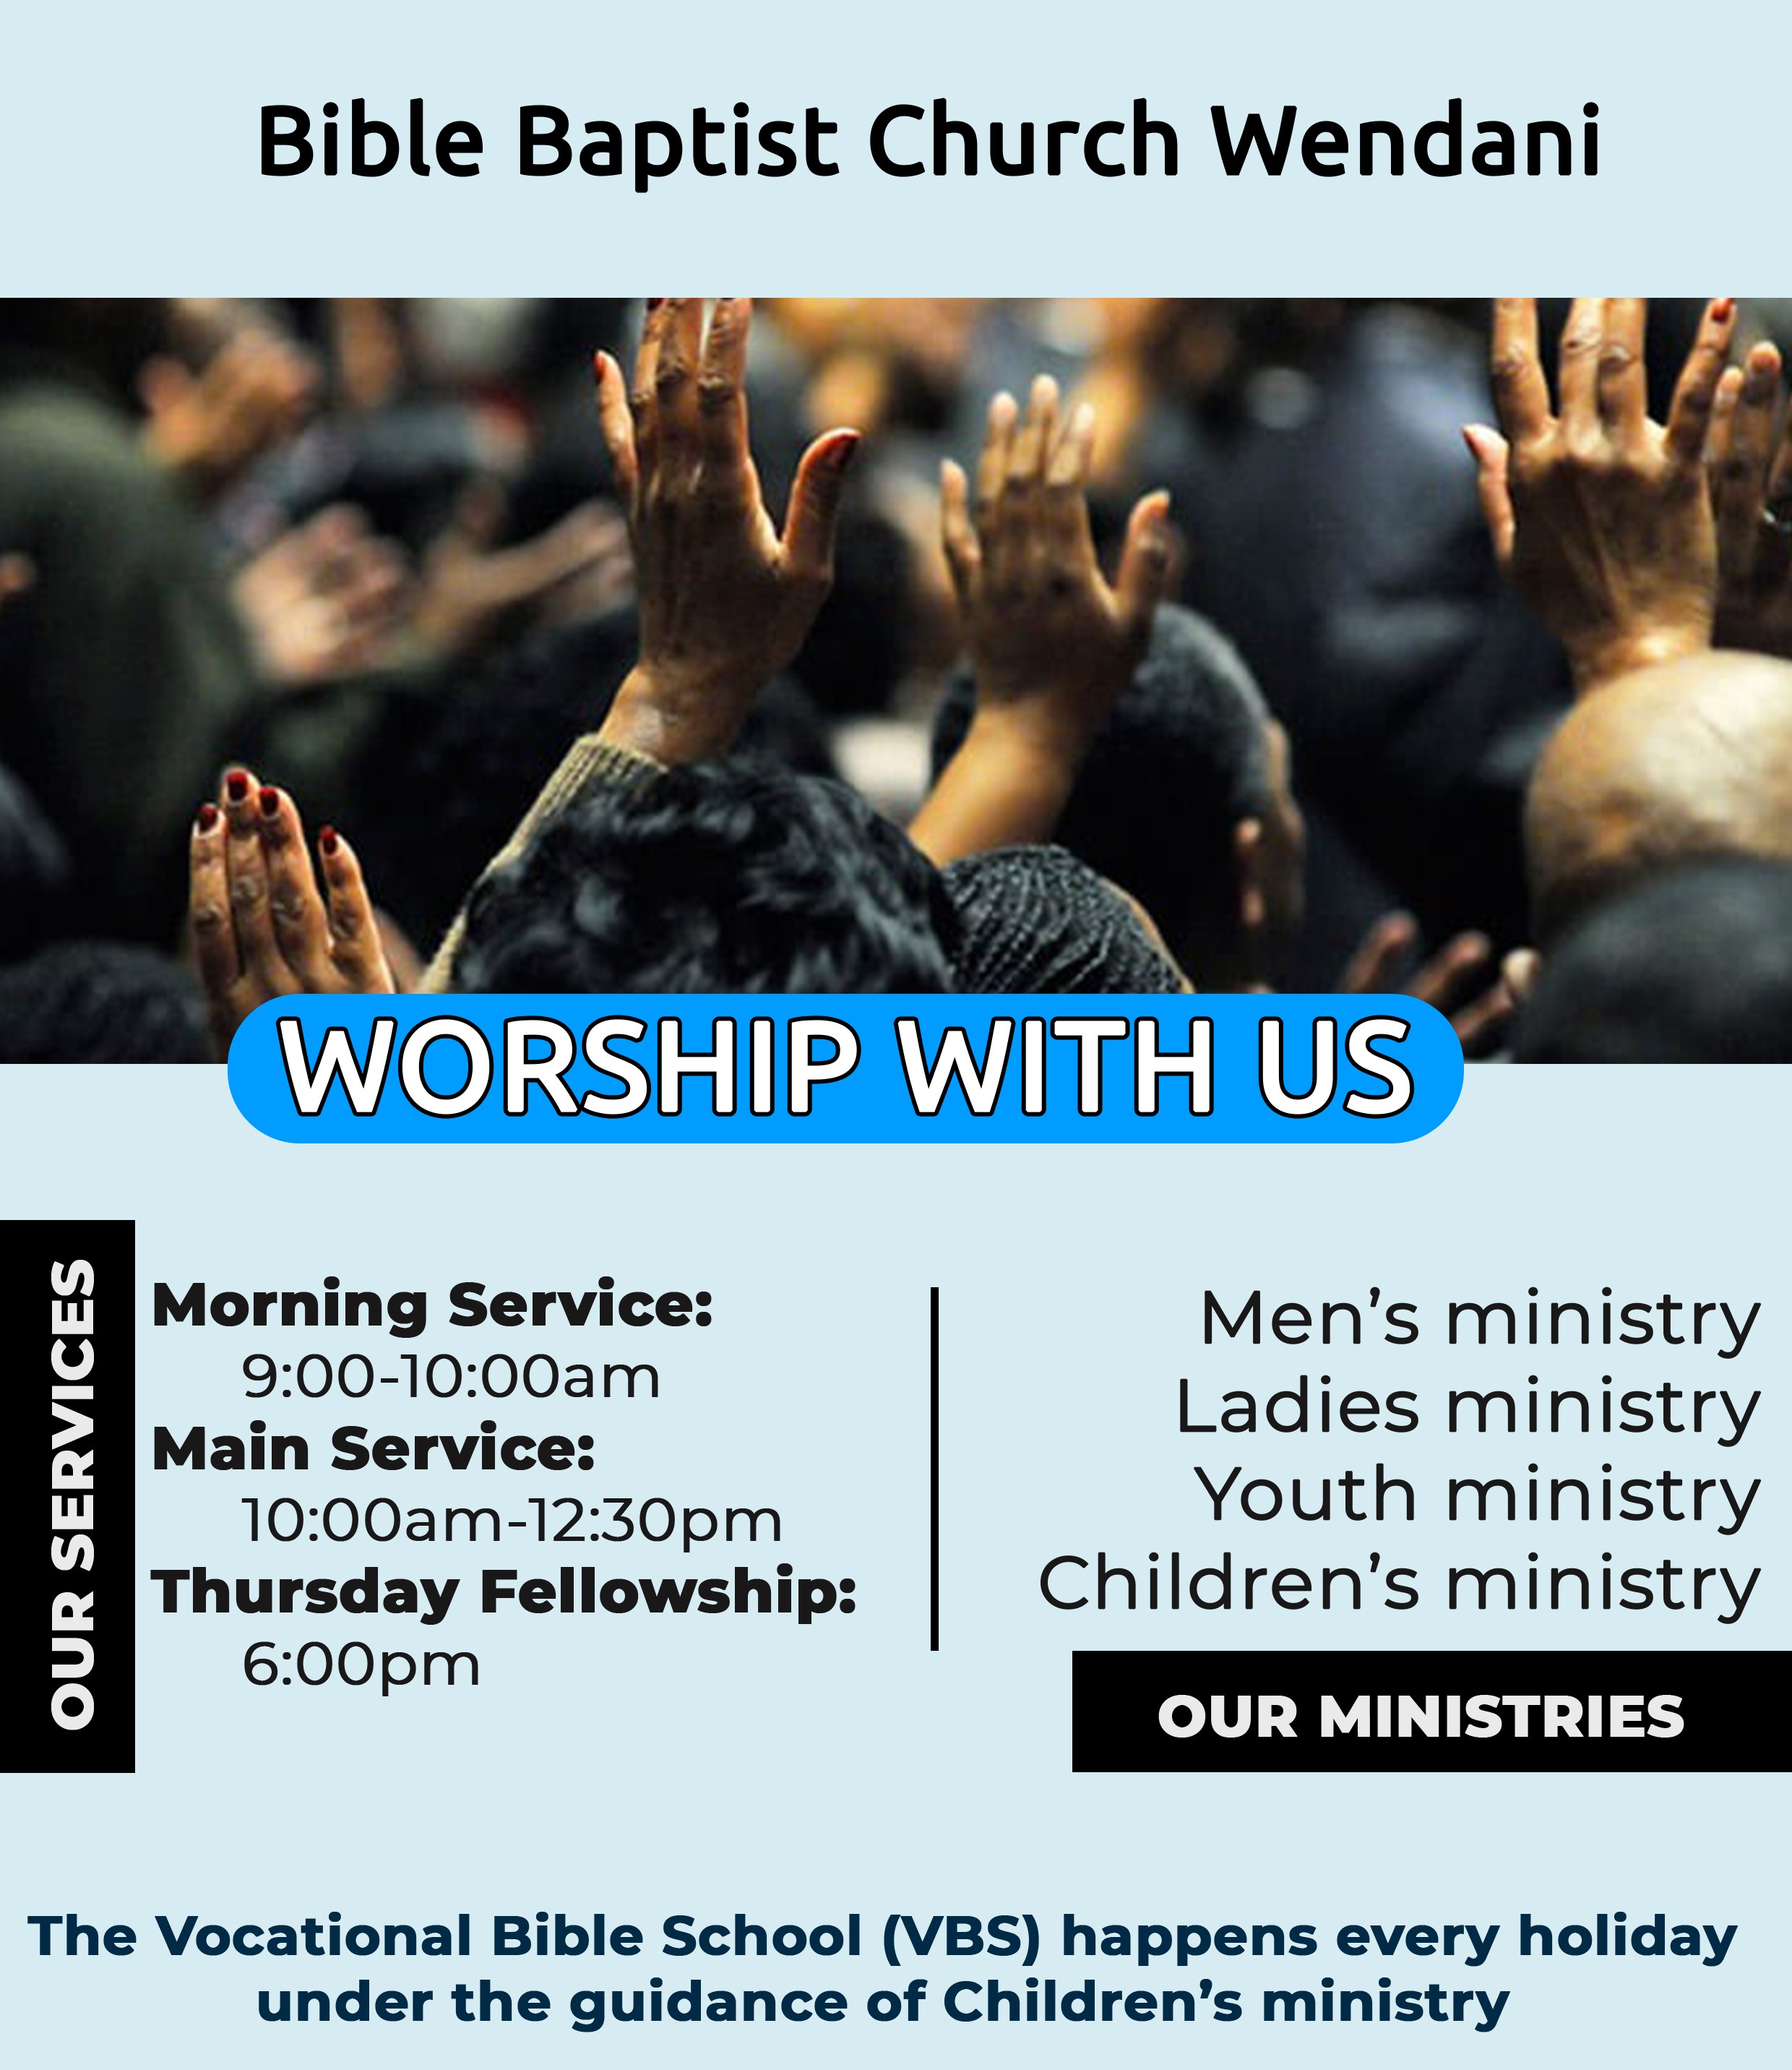 Bible Baptist Church Wendani
WORSHIP WITH US
OUR SERVICES
Morning Service:
9:00-10:00am
Main Service:
10:00am-12:30pm
Thursday Fellowship:
6:00pm
Men’s ministry
Ladies ministry
Youth ministry
Children’s ministry
OUR MINISTRIES
The Vocational Bible School (VBS) happens every holiday
under the guidance of Children’s ministry